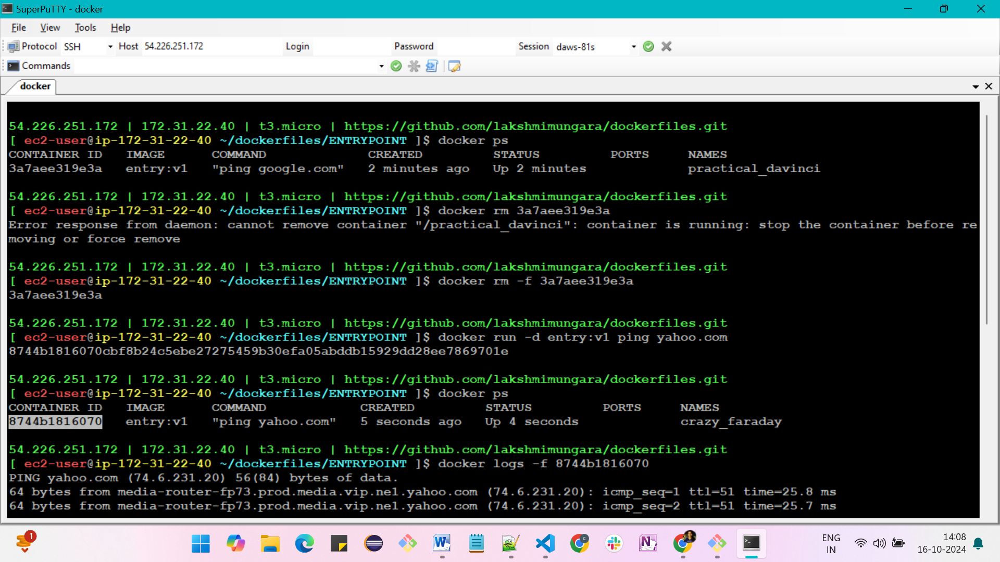 SuperPuTTY - docker
File View Tools Help
Protocol SSH Host 54.226.251.172 Login Password Session daws-81s
Commands
docker
54.226.251.172 | 172.31.22.40 | t3.micro | https://github.com/lakshmimungara/dockerfiles.git
[ ec2-user@ip-172-31-22-40 ~/dockerfiles/ENTRYPOINT ]$ docker ps
CONTAINER ID IMAGE COMMAND CREATED STATUS PORTS NAMES
3a7aee319e3a entry:v1 "ping google.com" 2 minutes ago Up 2 minutes practical_davinci
54.226.251.172 | 172.31.22.40 | t3.micro | https://github.com/lakshmimungara/dockerfiles.git
[ ec2-user@ip-172-31-22-40 ~/dockerfiles/ENTRYPOINT ]$ docker rm 3a7aee319e3a
Error response from daemon: cannot remove container "/practical_davinci": container is running: stop the container before re
moving or force remove
54.226.251.172 | 172.31.22.40 | t3.micro | https://github.com/lakshmimungara/dockerfiles.git
[ ec2-user@ip-172-31-22-40 ~/dockerfiles/ENTRYPOINT ]$ docker rm -f 3a7aee319e3a
3a7aee319e3a
54.226.251.172 | 172.31.22.40 | t3.micro | https://github.com/lakshmimungara/dockerfiles.git
[ ec2-user@ip-172-31-22-40 ~/dockerfiles/ENTRYPOINT ]$ docker run -d entry:v1 ping yahoo.com
8744b1816070cbf8b24c5ebe27275459b30efa05abddb15929dd28ee7869701e
54.226.251.172 | 172.31.22.40 | t3.micro | https://github.com/lakshmimungara/dockerfiles.git
[ ec2-user@ip-172-31-22-40 ~/dockerfiles/ENTRYPOINT ]$ docker ps
CONTAINER ID IMAGE COMMAND CREATED STATUS PORTS NAMES
8744b1816070 entry:v1 "ping yahoo.com" 5 seconds ago Up 4 seconds crazy_faraday
54.226.251.172 | 172.31.22.40 | t3.micro | https://github.com/lakshmimungara/dockerfiles.git
[ ec2-user@ip-172-31-22-40 ~/dockerfiles/ENTRYPOINT ]$ docker logs -f 8744b1816070
PING yahoo.com (74.6.231.20) 56(84) bytes of data.
64 bytes from media-router-fp73.prod.media.vip.ne1.yahoo.com (74.6.231.20): icmp_seq=1 ttl=51 time=25.8 ms
64 bytes from media-router-fp73.prod.media.vip.ne1.yahoo.com (74.6.231.20): icmp_seq=2 ttl=51 time=25.7 ms
1
W
N
C
ENG
IN
14:08
16-10-2024